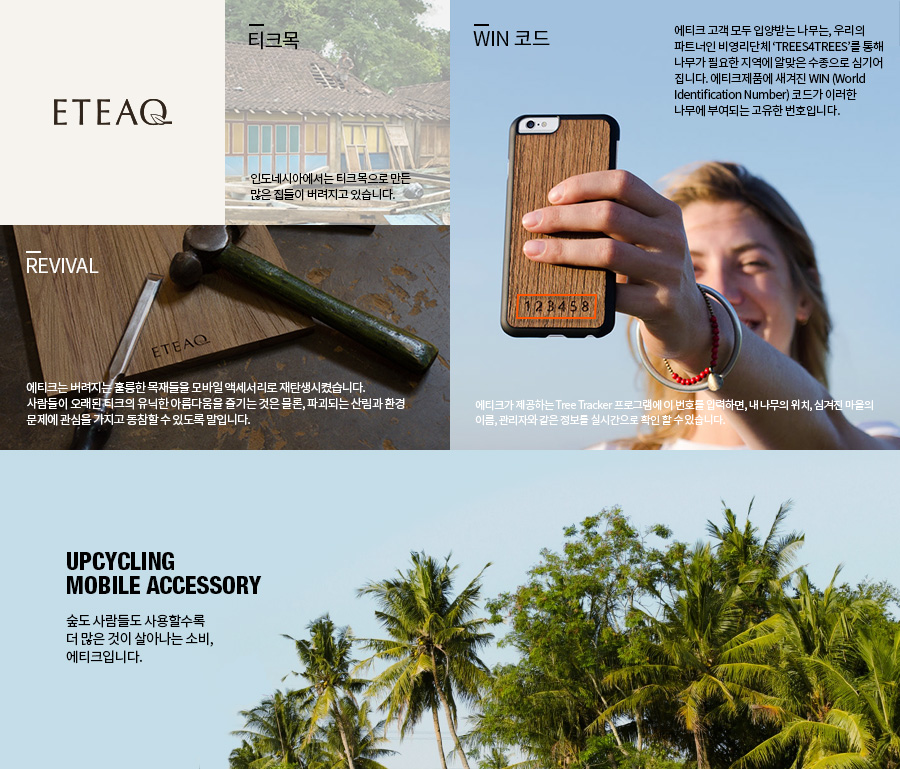 ETEAQ
티크목
인도네시아에서는 티크목으로 만든
많은 집들이 버려지고 있습니다.
WIN 코드
에티크 고객 모두 입양받는 나무는, 우리의
파트너인 비영리단체 ‘TREES4TREES’를 통해
나무가 필요한 지역에 알맞은 수종으로 심기어
집니다. 에티크제품에 새겨진 WIN (World
Identification Number) 코드가 이러한
나무에 부여되는 고유한 번호입니다.
123458
에티크가 제공하는 Tree Tracker 프로그램에 이 번호를 입력하면, 내 나무의 위치, 심겨진 마을의
이름, 관리자와 같은 정보를 실시간으로 확인 할 수 있습니다.
REVIVAL
ETEAQ
에티크는 버려지는 훌륭한 목재들을 모바일 액세서리로 재탄생시켰습니다.
사람들이 오래된 티크의 유닉한 아름다움을 즐기는 것은 물론, 파괴되는 산림과 환경
문제에 관심을 가지고 동참할 수 있도록 말입니다.
UPCYCLING
MOBILE ACCESSORY
숲도 사람들도 사용할수록
더 많은 것이 살아나는 소비,
에티크입니다.